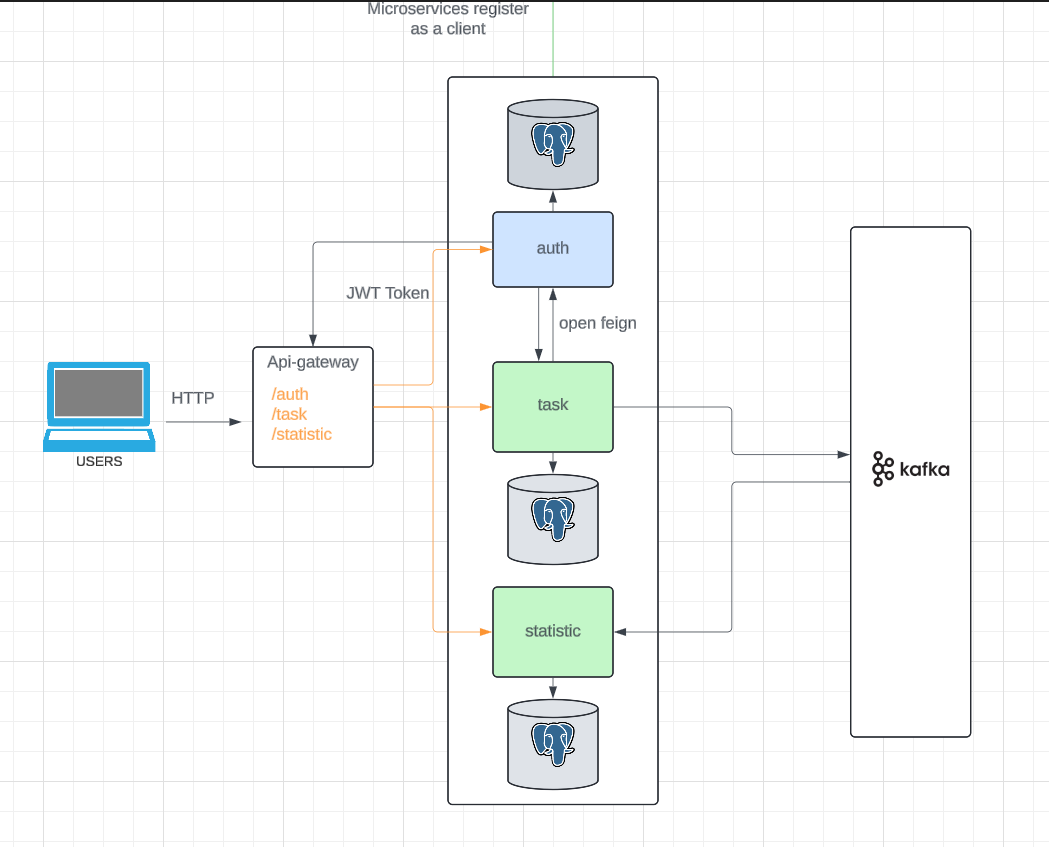 Microservices register
as a client
auth
JWT Token
open feign
Api-gateway
/auth
/task
/statistic
HTTP
USERS
task
kafka
statistic